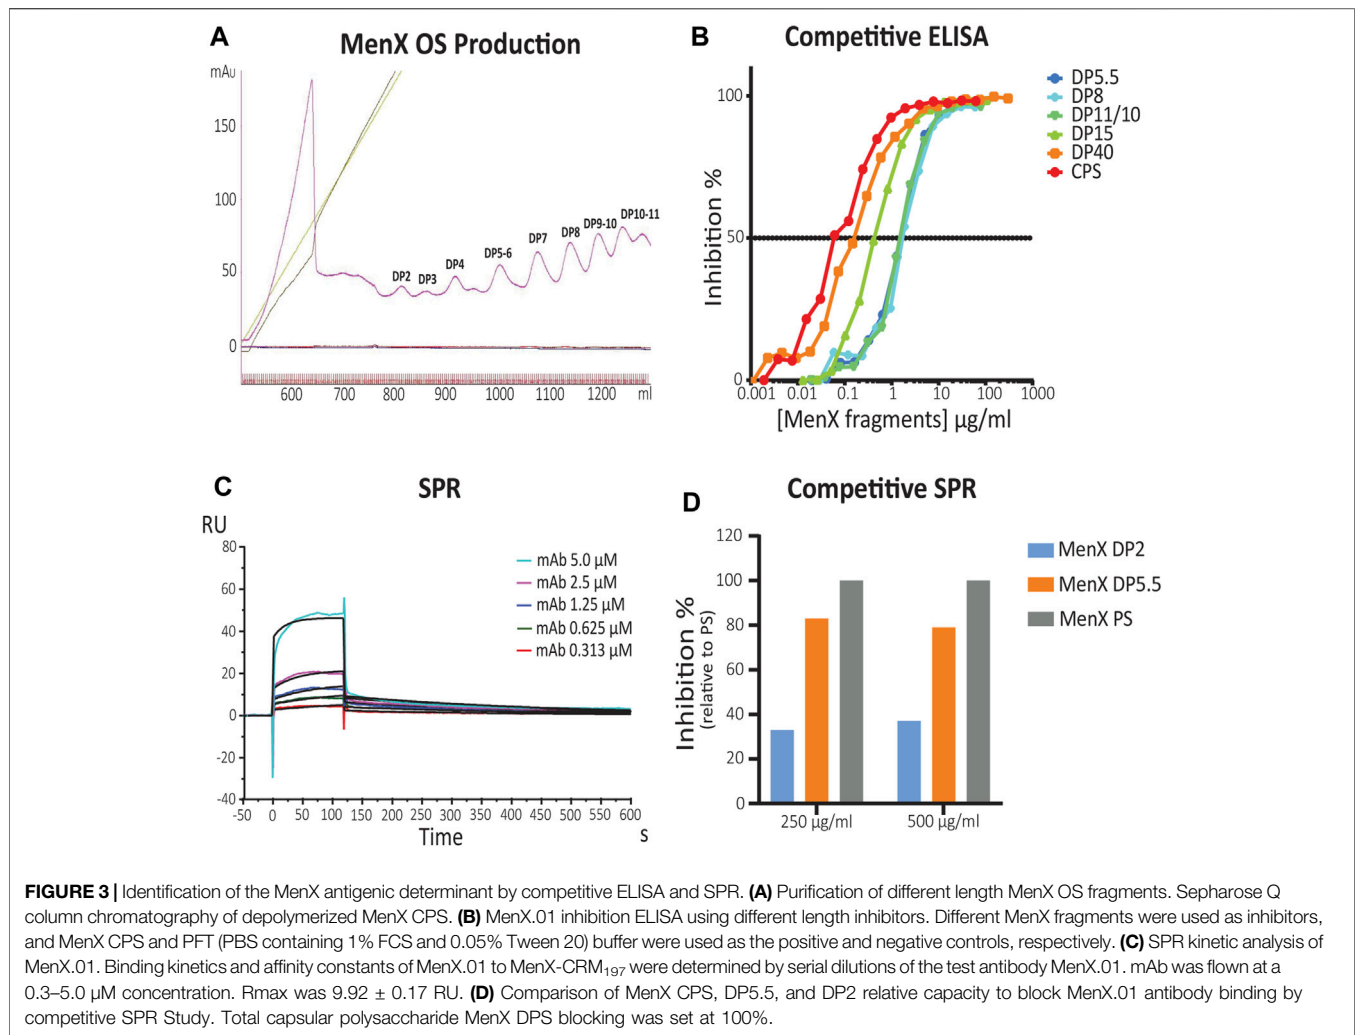 A
MenX OS Production
mAu
150
100
50
0
DP2
DP3
DP4
DP5-6
DP7
DP8
DP9-10
DP10-11
600 700 800 900 1000 1100 1200 ml
B
Competitive ELISA
Inhibition %
100
50
0
0.001 0.01 0.1 1 10 100 1000
[MenX fragments] µg/ml
DP5.5
DP8
DP11/10
DP15
DP40
CPS
C
SPR
RU
80
60
40
20
0
-20
-40
-50 0 50 100 150 200 250 300 350 400 450 500 550 600
Time
s
mAb 5.0 µM
mAb 2.5 µM
mAb 1.25 µM
mAb 0.625 µM
mAb 0.313 µM
D
Competitive SPR
Inhibition %
(relative to PS)
120
100
80
60
40
20
0
250 µg/ml 500 µg/ml
MenX DP2
MenX DP5.5
MenX PS
FIGURE 3 | Identification of the MenX antigenic determinant by competitive ELISA and SPR. (A) Purification of different length MenX OS fragments. Sepharose Q
column chromatography of depolymerized MenX CPS. (B) MenX.01 inhibition ELISA using different length inhibitors. Different MenX fragments were used as inhibitors,
and MenX CPS and PFT (PBS containing 1% FCS and 0.05% Tween 20) buffer were used as the positive and negative controls, respectively. (C) SPR kinetic analysis of
MenX.01. Binding kinetics and affinity constants of MenX.01 to MenX-CRM197 were determined by serial dilutions of the test antibody MenX.01. mAb was flown at a
0.3–5.0 µM concentration. Rmax was 9.92 ± 0.17 RU. (D) Comparison of MenX CPS, DP5.5, and DP2 relative capacity to block MenX.01 antibody binding by
competitive SPR Study. Total capsular polysaccharide MenX DPS blocking was set at 100%.